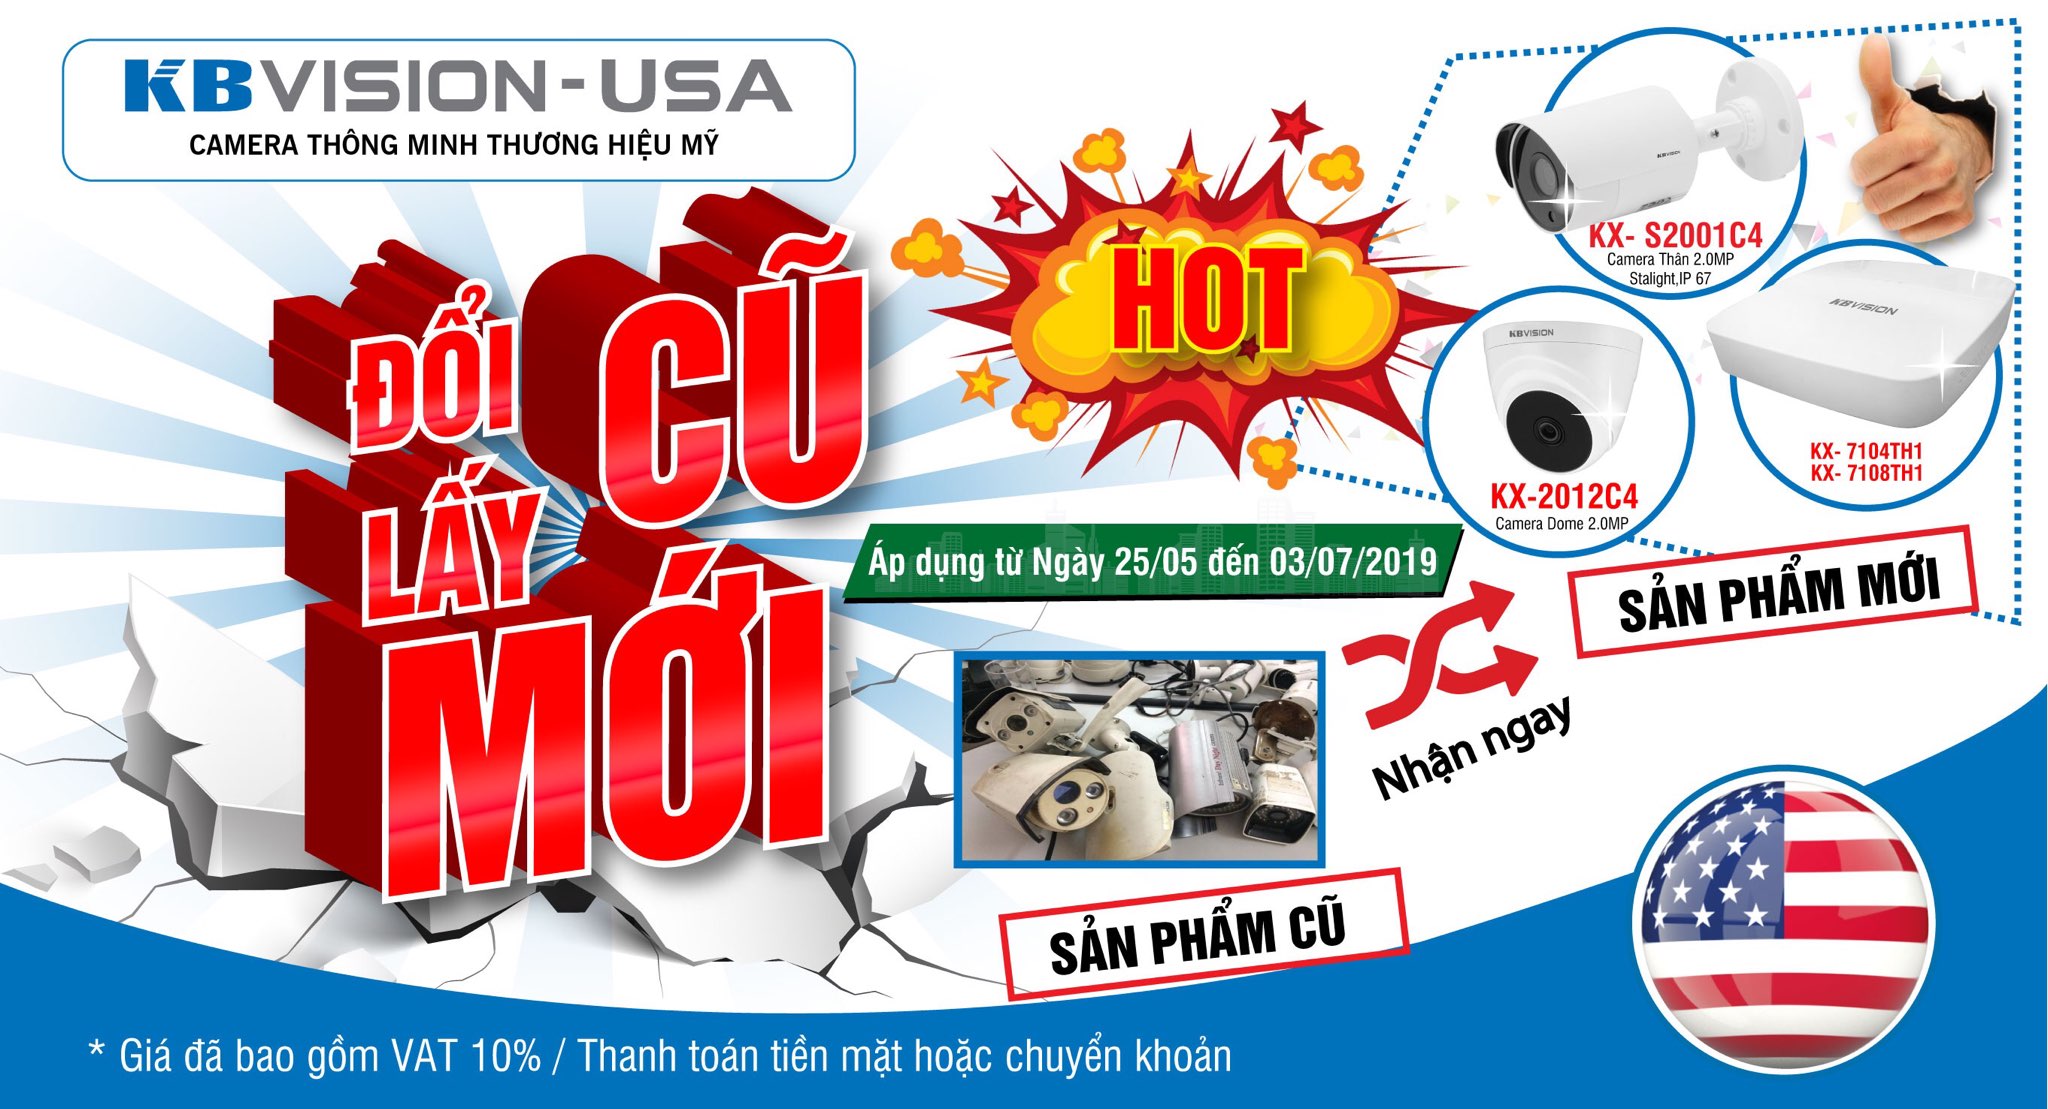 KBVISION-USA
CAMERA THÔNG MINH THƯƠNG HIỆU MỸ
ĐỔI CŨ
LẤY
MỚI
HOT
Áp dụng từ Ngày 25/05 đến 03/07/2019
KBVISION
KX- S2001C4
Camera Thân 2.0MP
Stalight,IP 67
KBVISION
KX-2012C4
Camera Dome 2.0MP
KBVISION
KX- 7104TH1
KX- 7108TH1
SẢN PHẨM MỚI
Nhận ngay
SẢN PHẨM CŨ
* Giá đã bao gồm VAT 10% / Thanh toán tiền mặt hoặc chuyển khoản